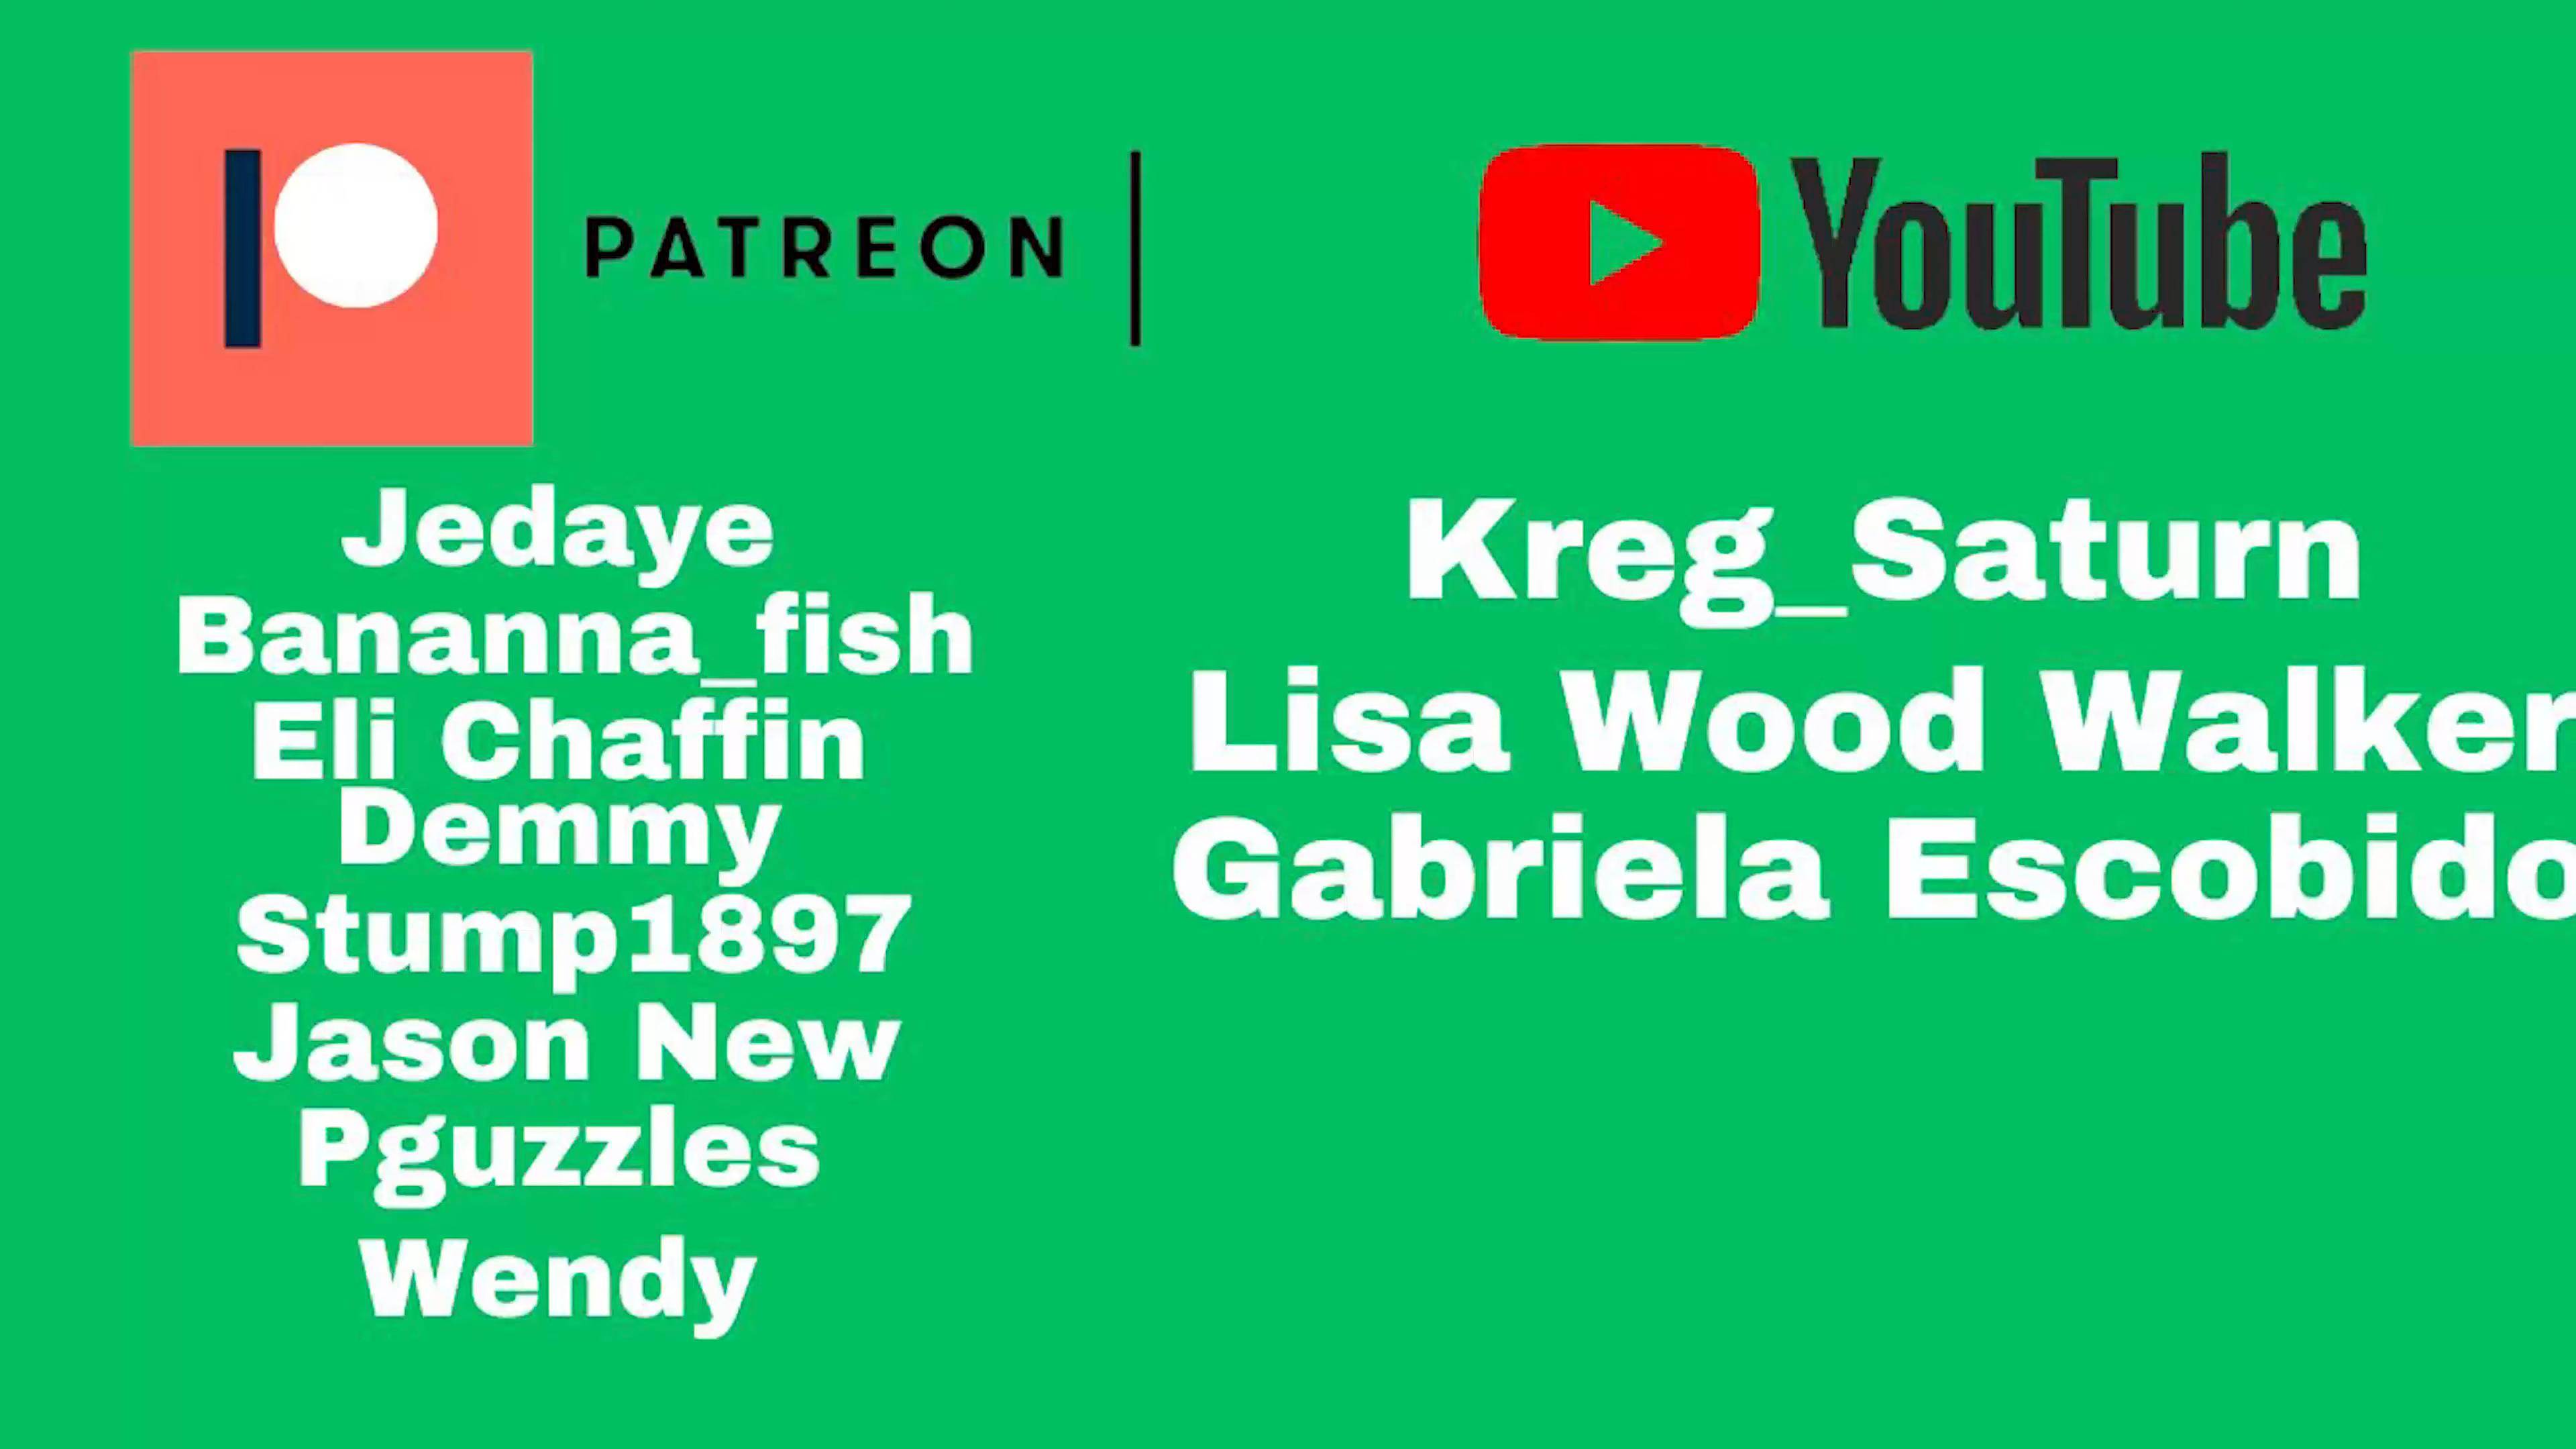 PATREON
YouTube
Jedaye
Bananna_fish
Eli Chaffin
Demmy
Stump1897
Jason New
Pguzzles
Wendy
Kreg_Saturn
Lisa Wood Walker
Gabriela Escobido